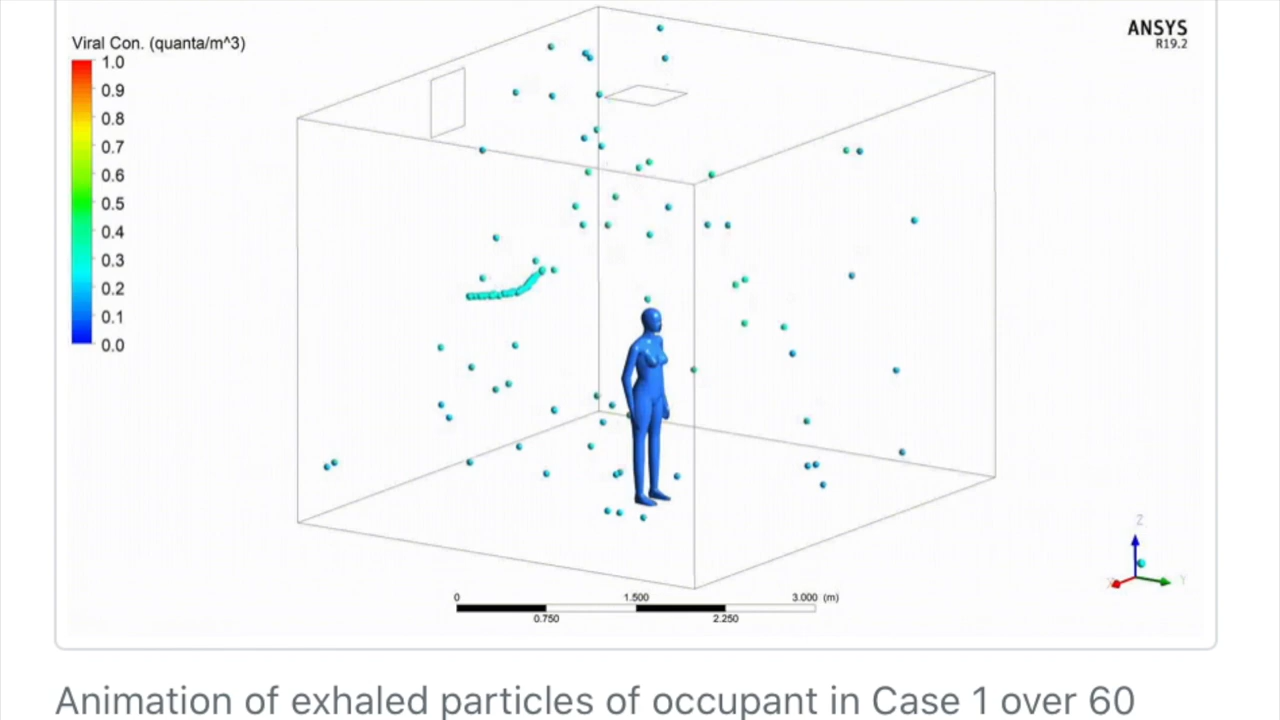 Viral Con. (quanta/m^3)
1.0
0.9
0.8
0.7
0.6
0.5
0.4
0.3
0.2
0.1
0.0
ANSYS
R19.2
0 1.500 3.000 (m)
0.750 2.250
Z
X Y
Animation of exhaled particles of occupant in Case 1 over 60